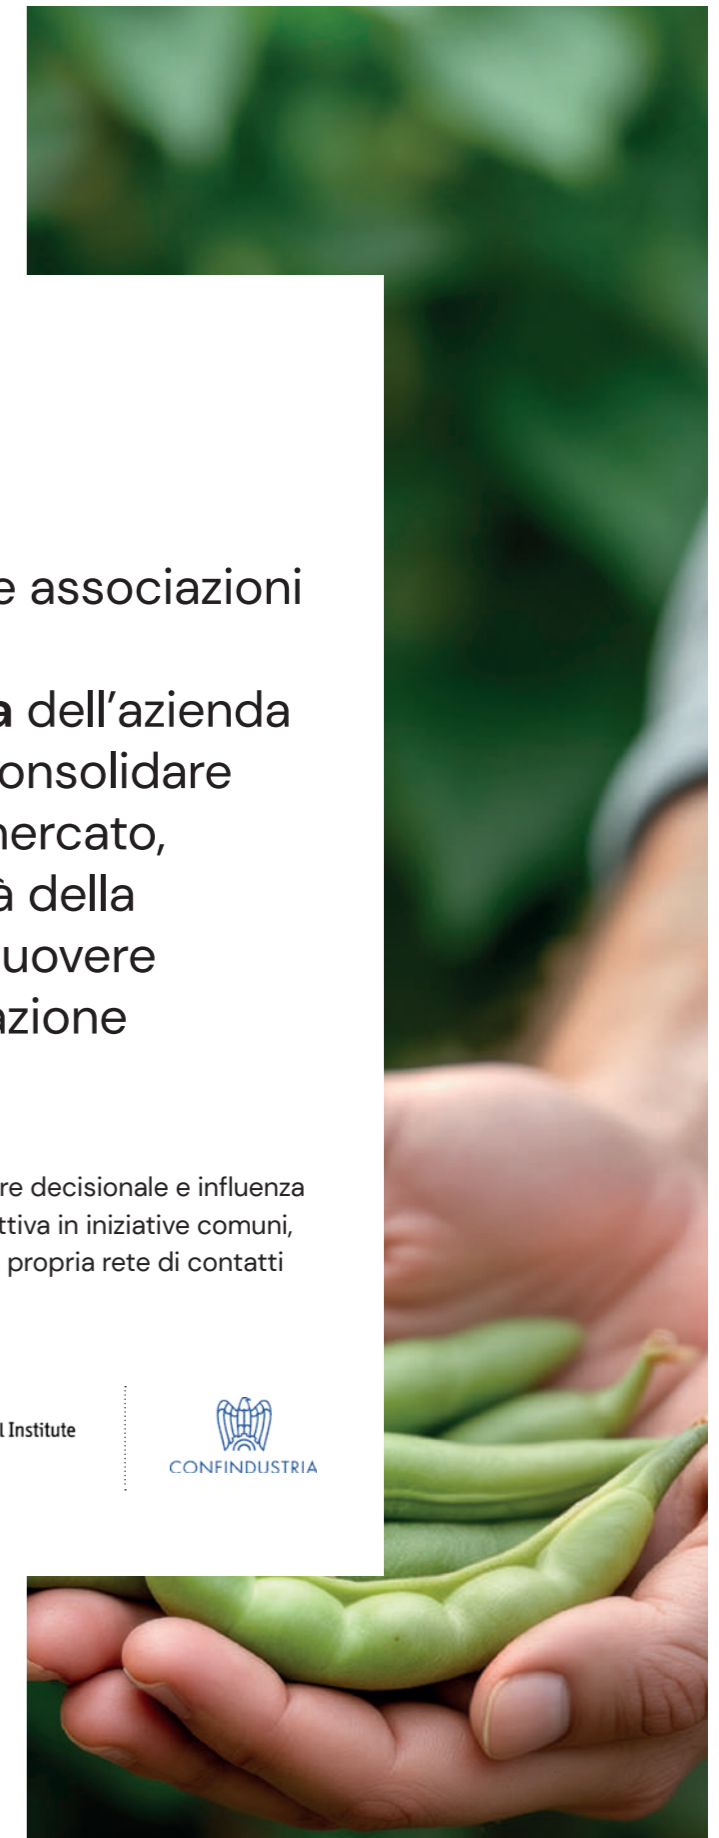 e associazioni
a dell’azienda
onsolidare
nercato,
à della
uovere
azione
re decisionale e influenza
ttiva in iniziative comuni,
propria rete di contatti
l Institute
CONFINDUSTRIA